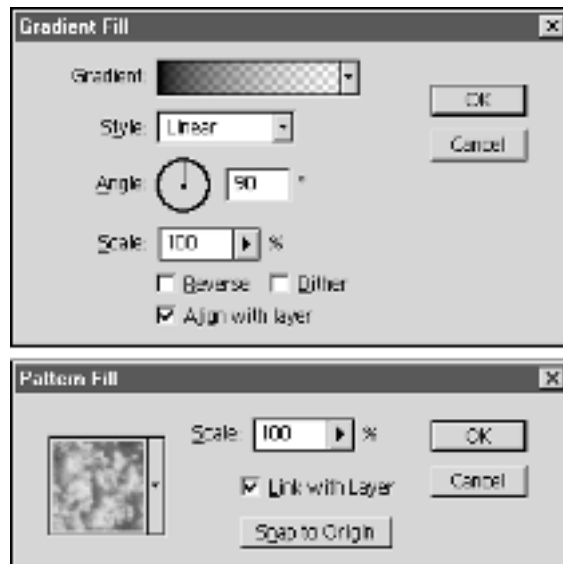 Gradient Fill
Gradient:
OK
Style: Linear
Cancel
Angle: 90 °
Scale: 100 %
Reverse Dither
Align with layer
Pattern Fill
Scale: 100 %
OK
Link with Layer
Cancel
Snap to Origin